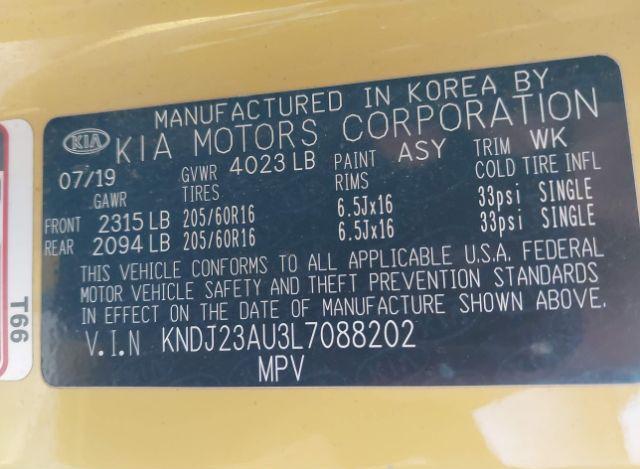 MANUFACTURED IN KOREA BY
KIA KIA MOTORS CORPORATION
07/19 GVWR 4023 LB PAINT ASY TRIM WK
GAWR TIRES RIMS COLD TIRE INFL
FRONT 2315 LB 205/60R16 6.5Jx16 33psi SINGLE
REAR 2094 LB 205/60R16 6.5Jx16 33psi SINGLE
THIS VEHICLE CONFORMS TO ALL APPLICABLE U.S.A. FEDERAL
MOTOR VEHICLE SAFETY AND THEFT PREVENTION STANDARDS
IN EFFECT ON THE DATE OF MANUFACTURE SHOWN ABOVE.
V.I.N KNDJ23AU3L7088202
MPV
T66